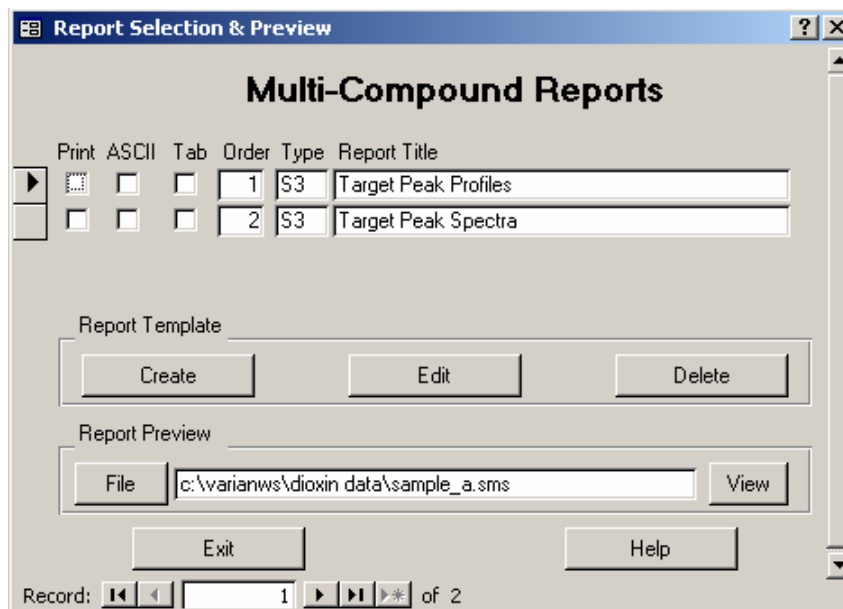 Report Selection & Preview
Multi-Compound Reports
Print ASCII Tab Order Type Report Title
1 S3 Target Peak Profiles
2 S3 Target Peak Spectra
Report Template
Create Edit Delete
Report Preview
File c:\varianws\dioxin data\sample_a.sms View
Exit Help
Record: 1 of 2